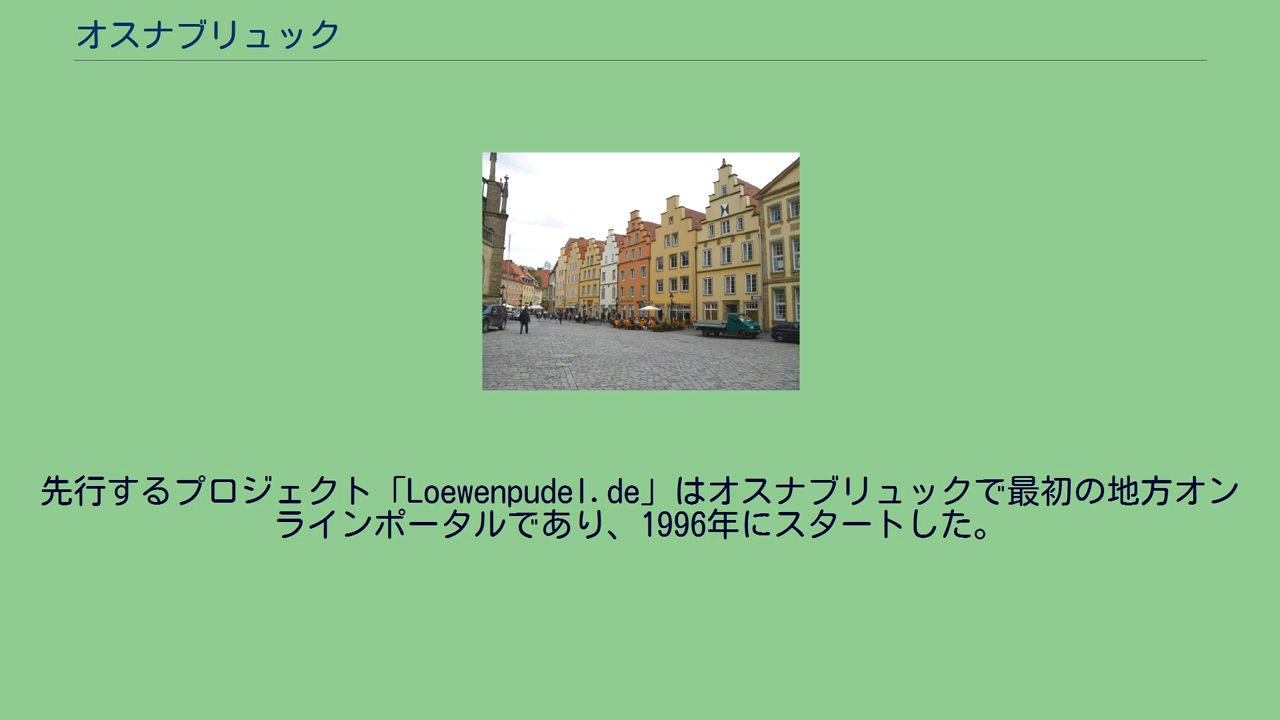 オスナブリュック
先行するプロジェクト「Loewenpudel.de」はオスナブリュックで最初の地方オン
ラインポータルであり、1996年にスタートした。